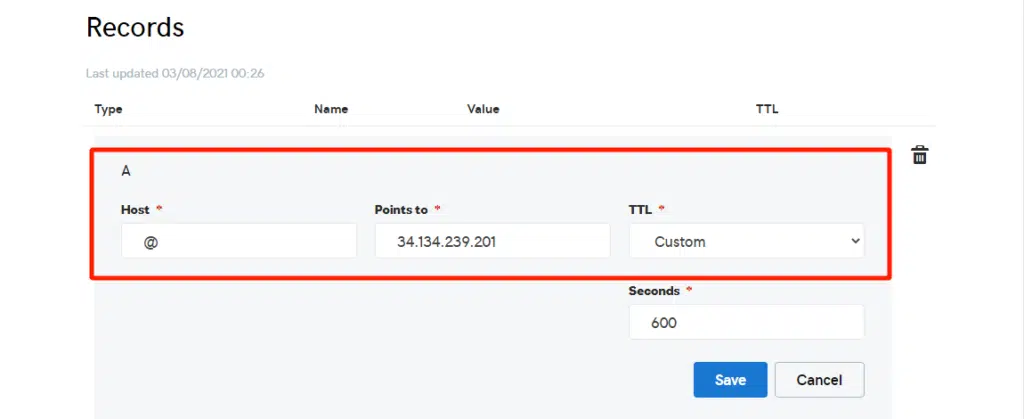 Records
Last updated 03/08/2021 00:26
Type Name Value TTL
A
Host * Points to * TTL *
@ 34.134.239.201 Custom
Seconds *
600
Save Cancel